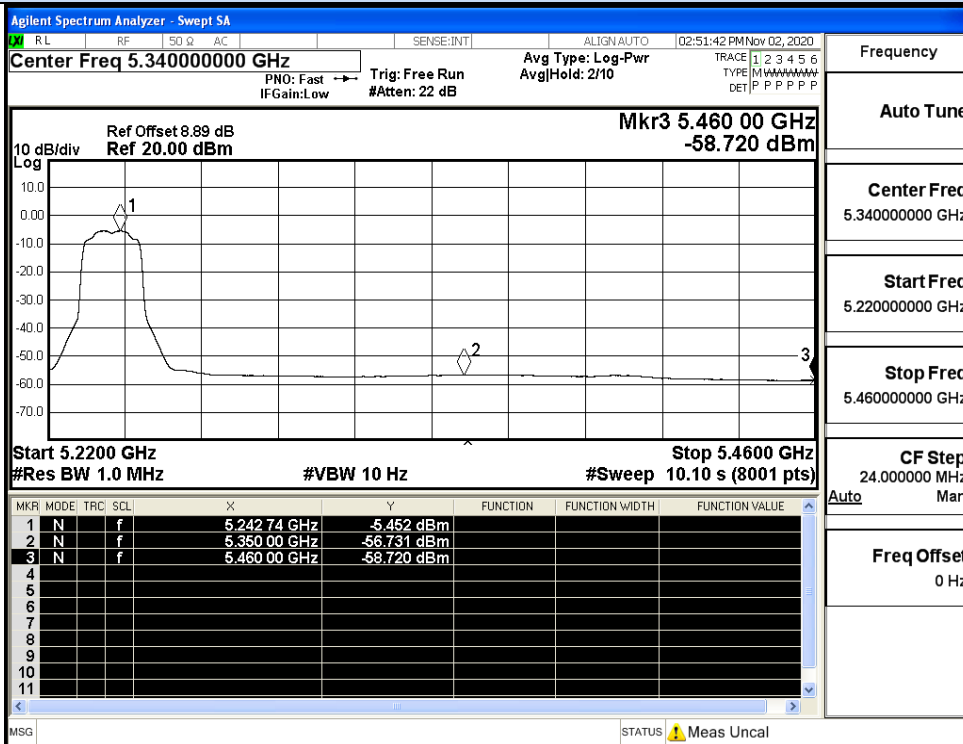 Agilent Spectrum Analyzer - Swept SA
LXI RL RF 50 Ω AC SENSE:INT ALIGN AUTO 02:51:42 PM Nov 02, 2020
Center Freq 5.340000000 GHz
PNO: Fast
IFGain:Low
Trig: Free Run
#Atten: 22 dB
Avg Type: Log-Pwr
Avg|Hold: 2/10
TRACE 1 2 3 4 5 6
TYPE M
DET P P P P P P
Mkr3 5.460 00 GHz
-58.720 dBm
Ref Offset 8.89 dB
10 dB/div Ref 20.00 dBm
Log
10.0
0.00
-10.0
-20.0
-30.0
-40.0
-50.0
-60.0
-70.0
1
2
3
Start 5.2200 GHz Stop 5.4600 GHz
#Res BW 1.0 MHz #VBW 10 Hz #Sweep 10.10 s (8001 pts)
MKR MODE TRC SCL X Y FUNCTION FUNCTION WIDTH FUNCTION VALUE
1 N f 5.242 74 GHz -5.452 dBm
2 N f 5.350 00 GHz -56.731 dBm
3 N f 5.460 00 GHz -58.720 dBm
4
5
6
7
8
9
10
11
MSG STATUS Meas Uncal
Frequency
Auto Tune
Center Freq
5.340000000 GHz
Start Freq
5.220000000 GHz
Stop Freq
5.460000000 GHz
CF Step
24.000000 MHz
Auto Man
Freq Offset
0 Hz